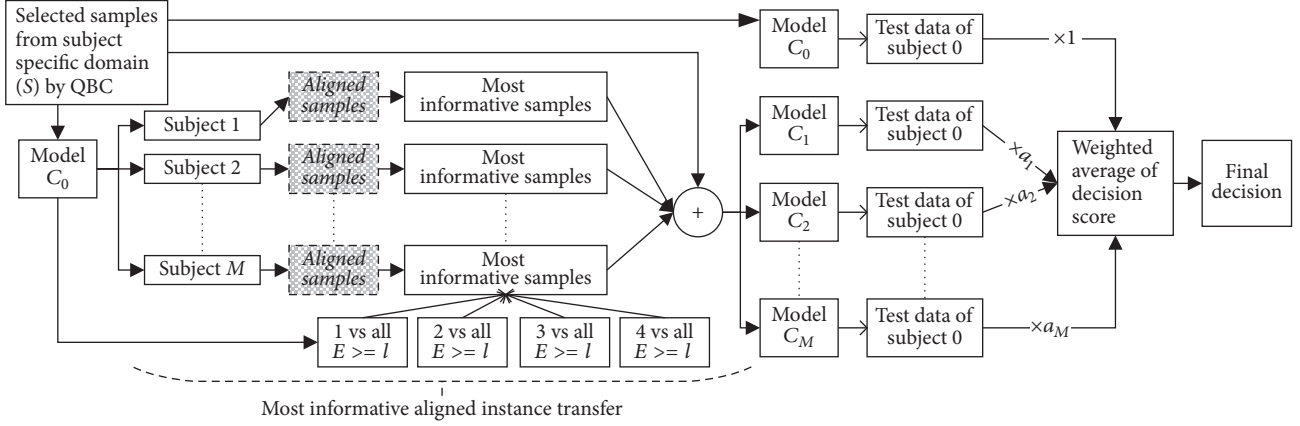 Selected samples
from subject
specific domain
(S) by QBC
Model
C0
Subject 1
Subject 2
Subject M
Aligned
samples
Aligned
samples
Aligned
samples
Most
informative samples
Most
informative samples
Most
informative samples
1 vs all
E >= l
2 vs all
E >= l
3 vs all
E >= l
4 vs all
E >= l
Most informative aligned instance transfer
+
Model
C0
Test data of
subject 0
×1
Model
C1
Test data of
subject 0
×a1
Model
C2
Test data of
subject 0
×a2
Model
CM
Test data of
subject 0
×aM
Weighted
average of
decision
score
Final
decision